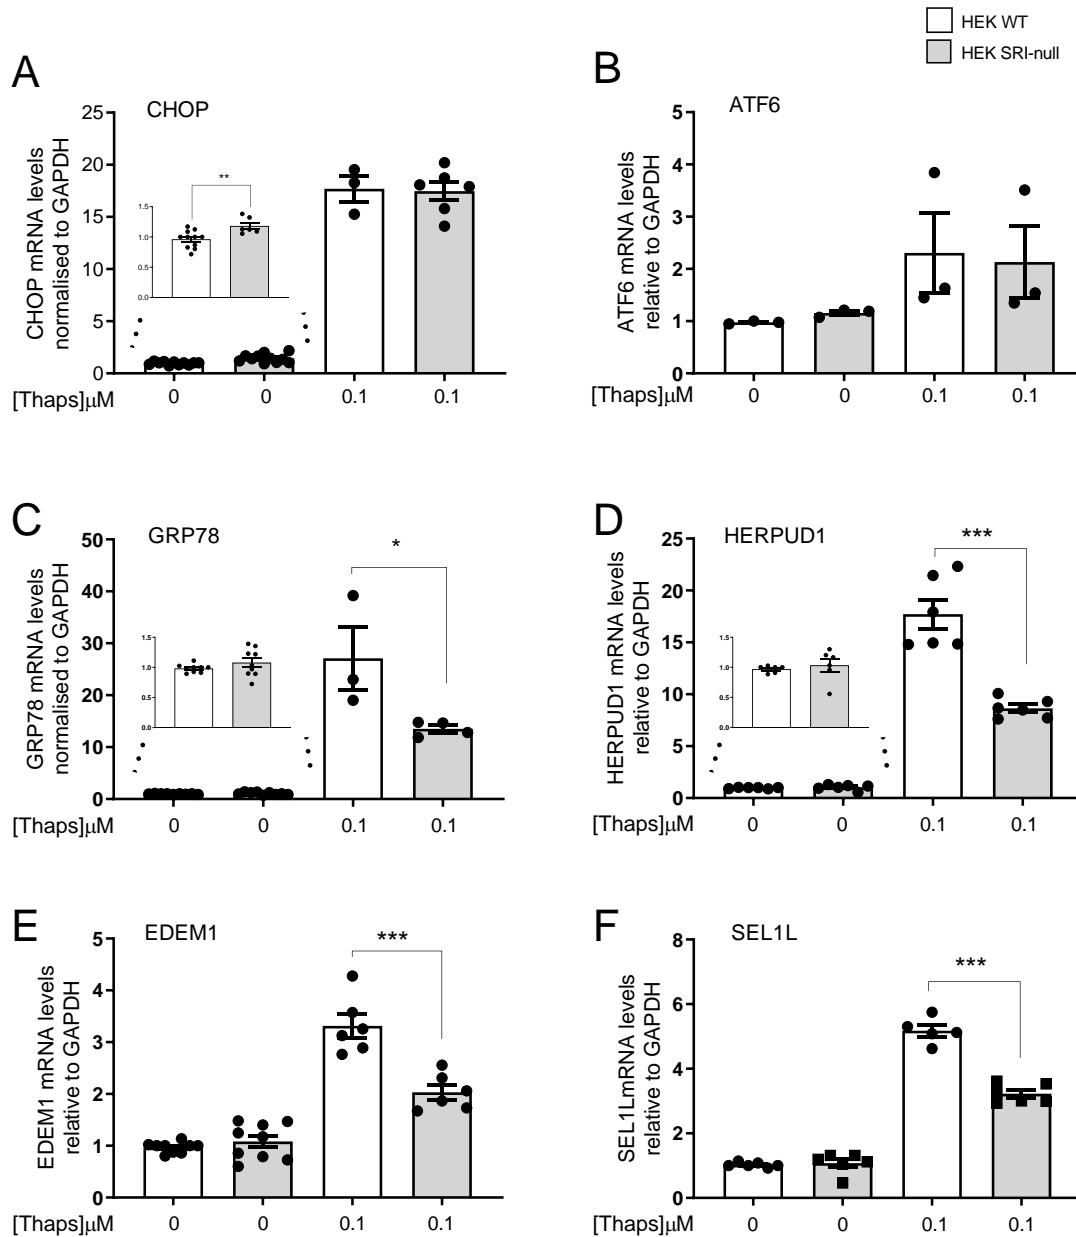 HEK WT
HEK SRI-null
A
CHOP
CHOP mRNA levels
normalised to GAPDH
25
20
15
10
5
0
**
1.5
1.0
0.5
0.0
[Thaps]µM
0
0
0.1
0.1
B
ATF6
ATF6 mRNA levels
relative to GAPDH
5
4
3
2
1
0
[Thaps]µM
0
0
0.1
0.1
C
GRP78
GRP78 mRNA levels
normalised to GAPDH
50
40
30
20
10
0
*
1.5
1.0
0.5
0.0
[Thaps]µM
0
0
0.1
0.1
D
HERPUD1
HERPUD1 mRNA levels
relative to GAPDH
25
20
15
10
5
0
***
1.5
1.0
0.5
0.0
[Thaps]µM
0
0
0.1
0.1
E
EDEM1
EDEM1 mRNA levels
relative to GAPDH
5
4
3
2
1
0
***
[Thaps]µM
0
0
0.1
0.1
F
SEL1L
SEL1LmRNA levels
relative to GAPDH
8
6
4
2
0
***
[Thaps]µM
0
0
0.1
0.1